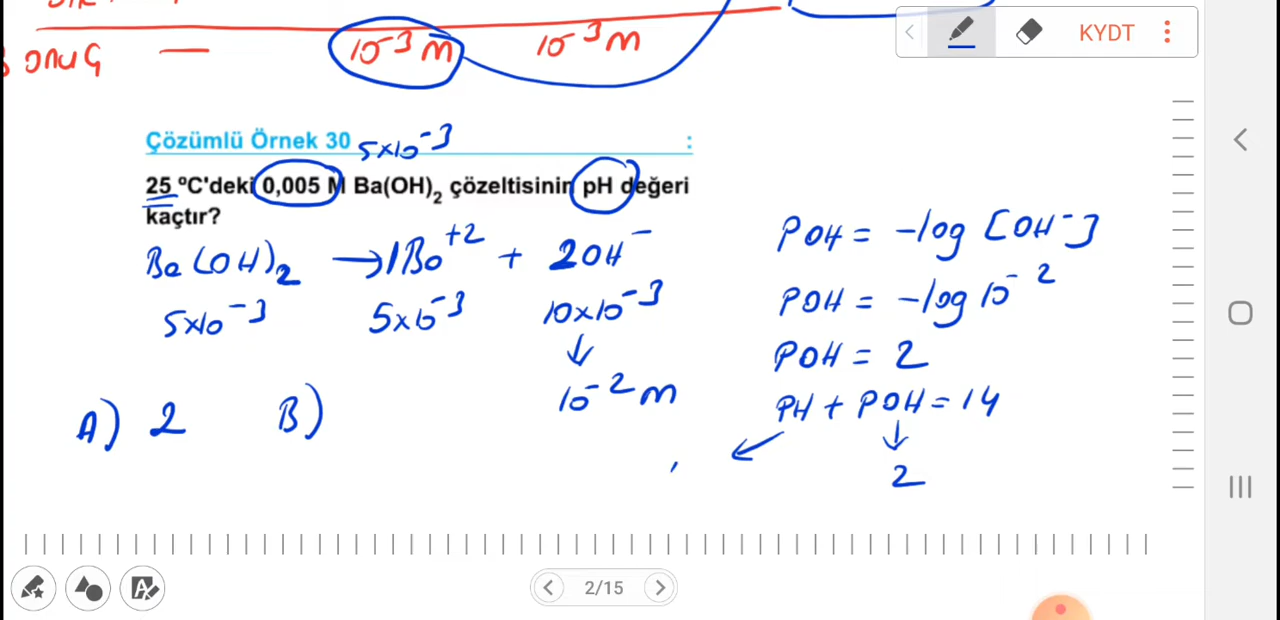 KYDT
SONUÇ — 10⁻³ M 10⁻³ M
Çözümlü Örnek 30 5x10⁻³ :
25 ºC'deki 0,005 M Ba(OH)₂ çözeltisinin pH değeri
kaçtır?
Ba(OH)₂ → 1Ba⁺² + 2OH⁻
5x10⁻³ 5x10⁻³ 10x10⁻³
↓
10⁻² M
A) 2 B)
POH = -log [OH⁻]
POH = -log 10⁻²
POH = 2
PH + POH = 14
↓
2
2/15